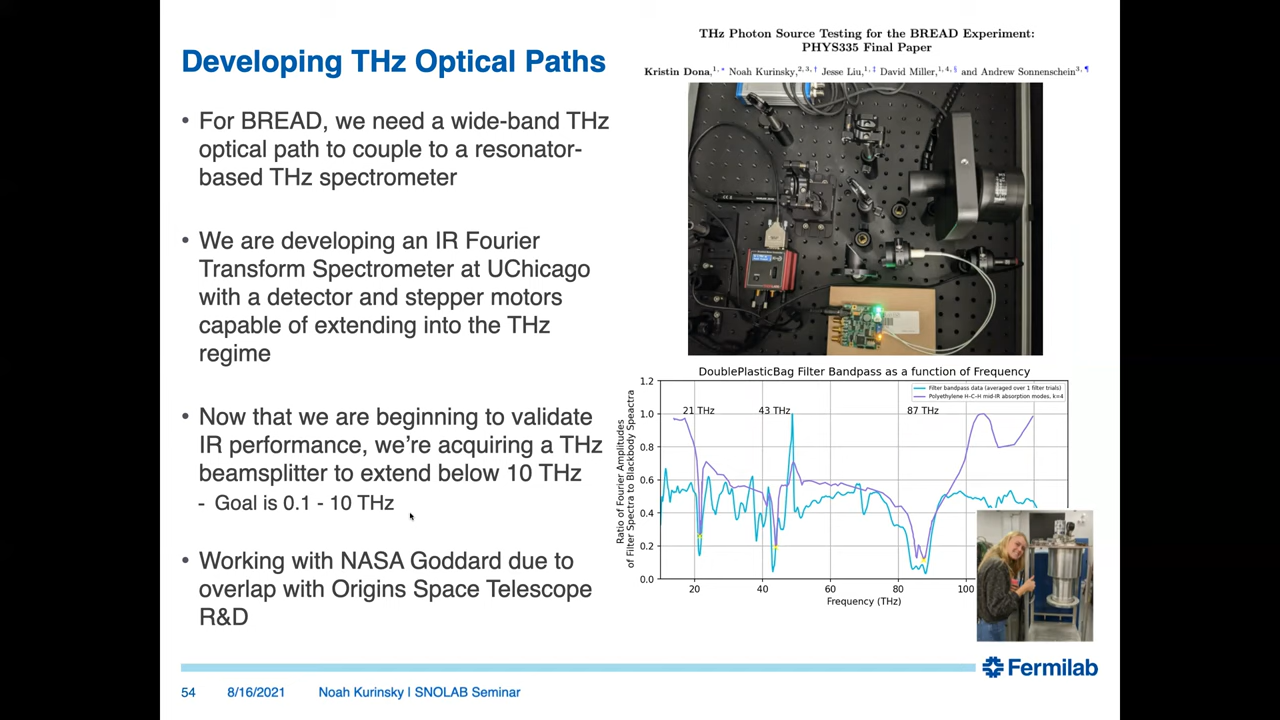 Developing THz Optical Paths
• For BREAD, we need a wide-band THz
optical path to couple to a resonator-
based THz spectrometer
• We are developing an IR Fourier
Transform Spectrometer at UChicago
with a detector and stepper motors
capable of extending into the THz
regime
• Now that we are beginning to validate
IR performance, we're acquiring a THz
beamsplitter to extend below 10 THz
- Goal is 0.1 - 10 THz
• Working with NASA Goddard due to
overlap with Origins Space Telescope
R&D
THz Photon Source Testing for the BREAD Experiment:
PHYS335 Final Paper
Kristin Dona,1, * Noah Kurinsky,2, 3, † Jesse Liu,1, ‡ David Miller,1, 4, § and Andrew Sonnenschein3, ¶
DoublePlasticBag Filter Bandpass as a function of Frequency
Filter bandpass data (averaged over 1 filter trials)
Polyethylene H-C-H mid-IR absorption modes, k=4
21 THz
43 THz
87 THz
Ratio of Fourier Amplitudes
of Filter Spectra to Blackbody Speactra
1.2
1.0
0.8
0.6
0.4
0.2
0.0
20
40
60
80
100
Frequency (THz)
Fermilab
54
8/16/2021
Noah Kurinsky | SNOLAB Seminar